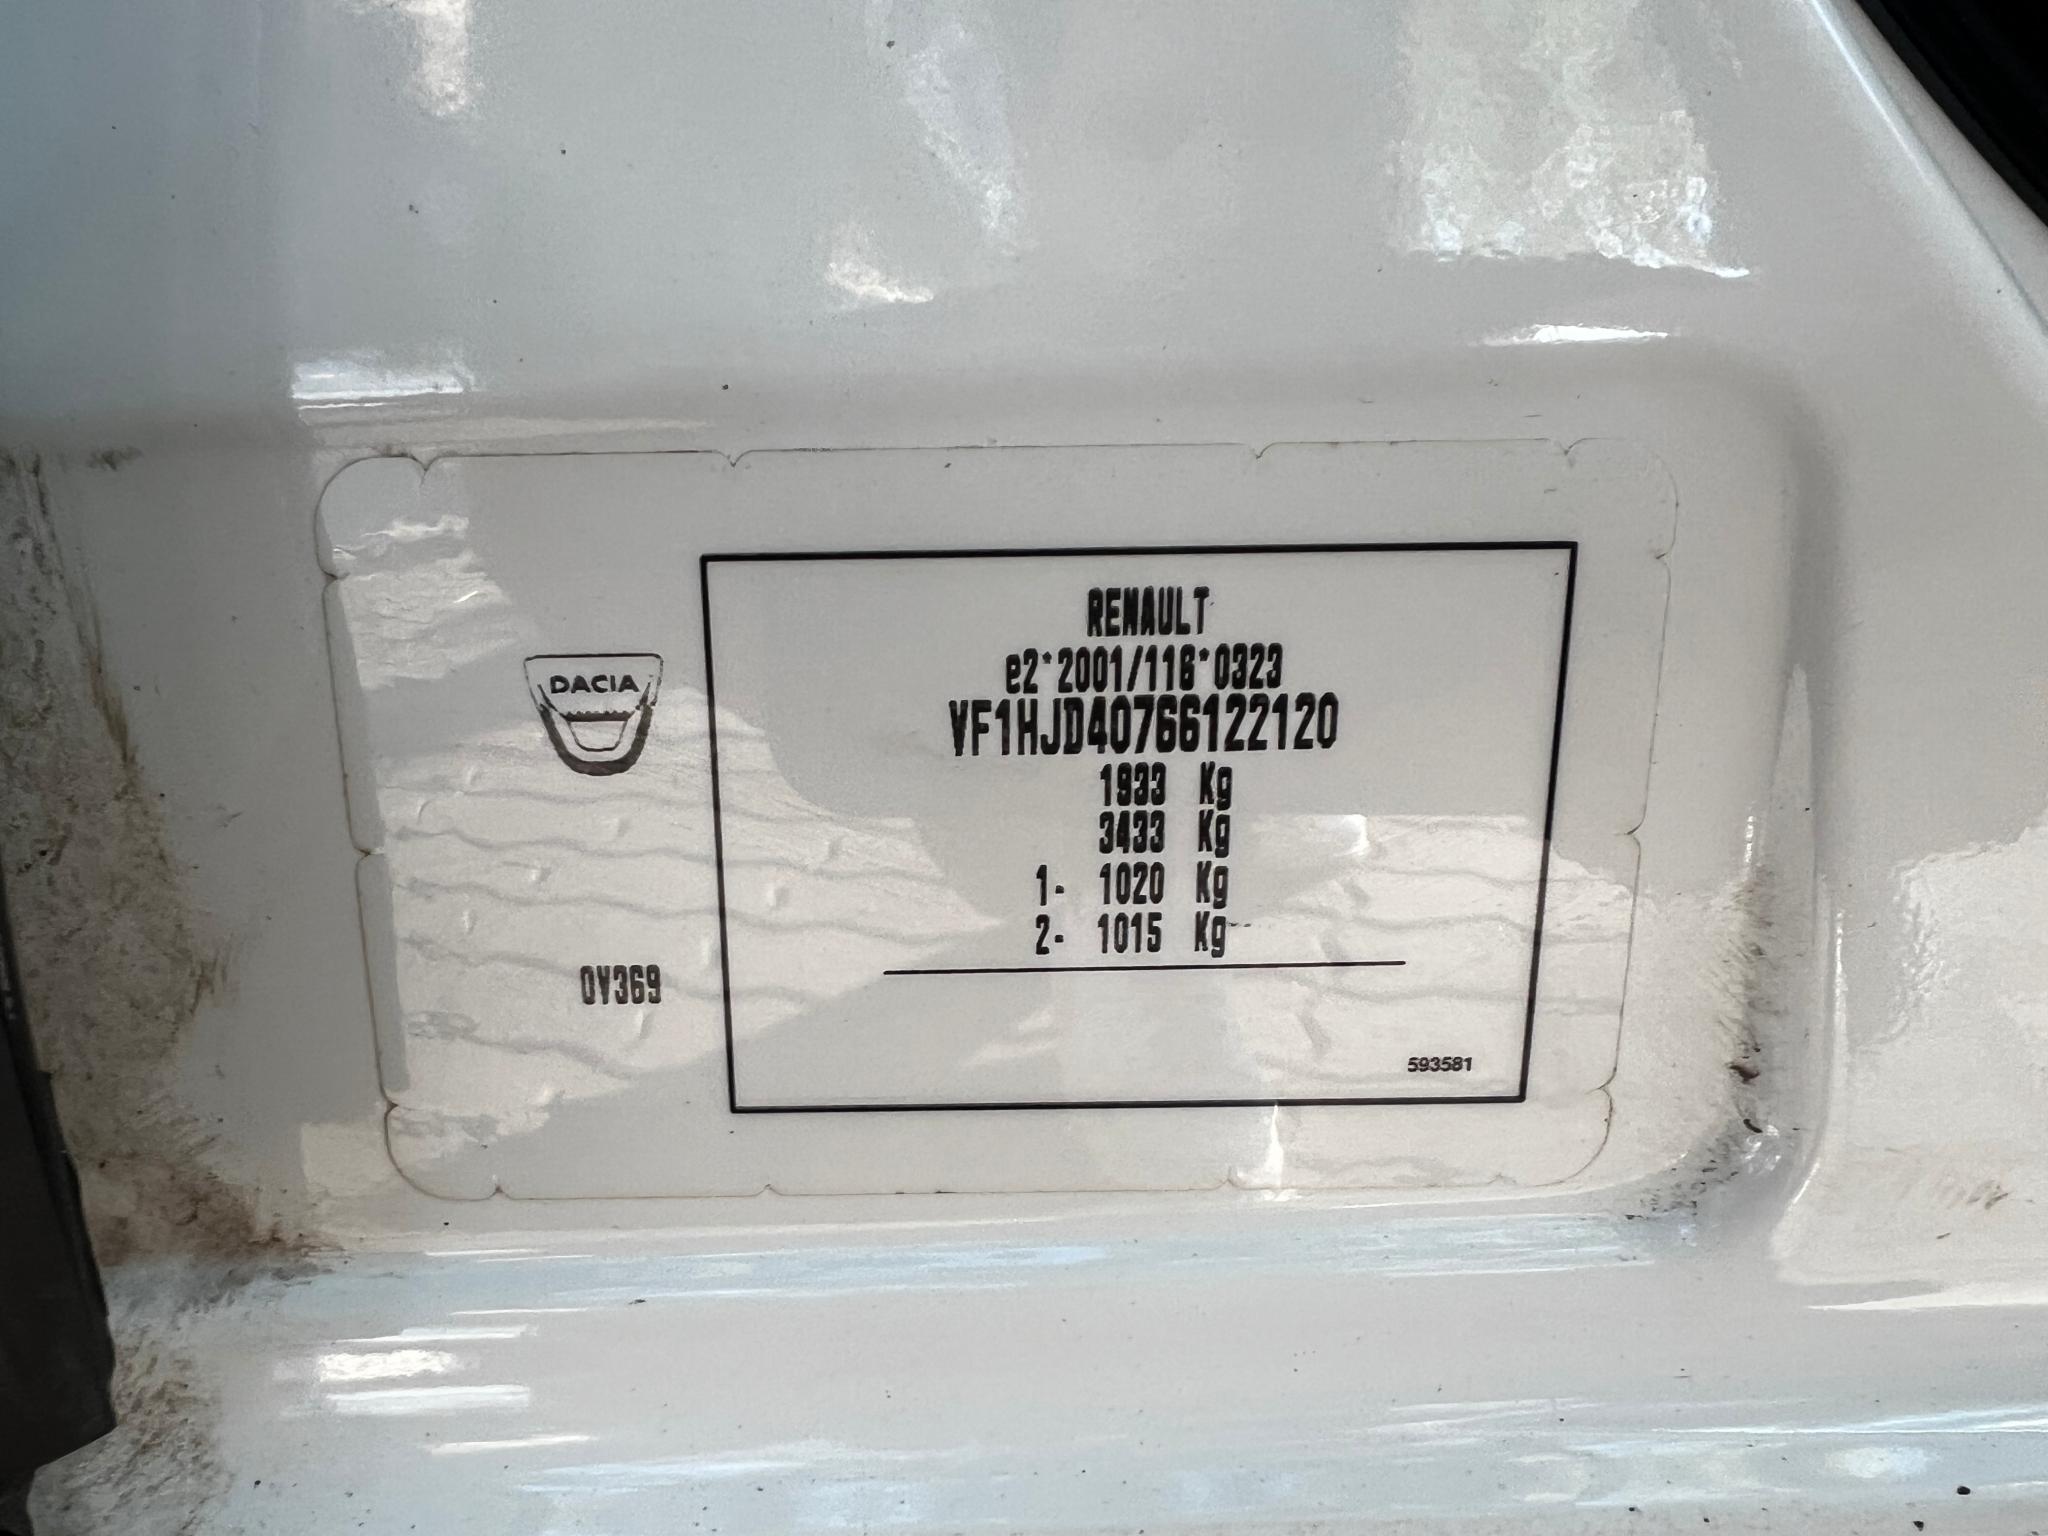 DACIA
RENAULT
e2*2001/116*0323
VF1HJD40766122120
1933 Kg
3433 Kg
1- 1020 Kg
2- 1015 Kg
OV369
593581